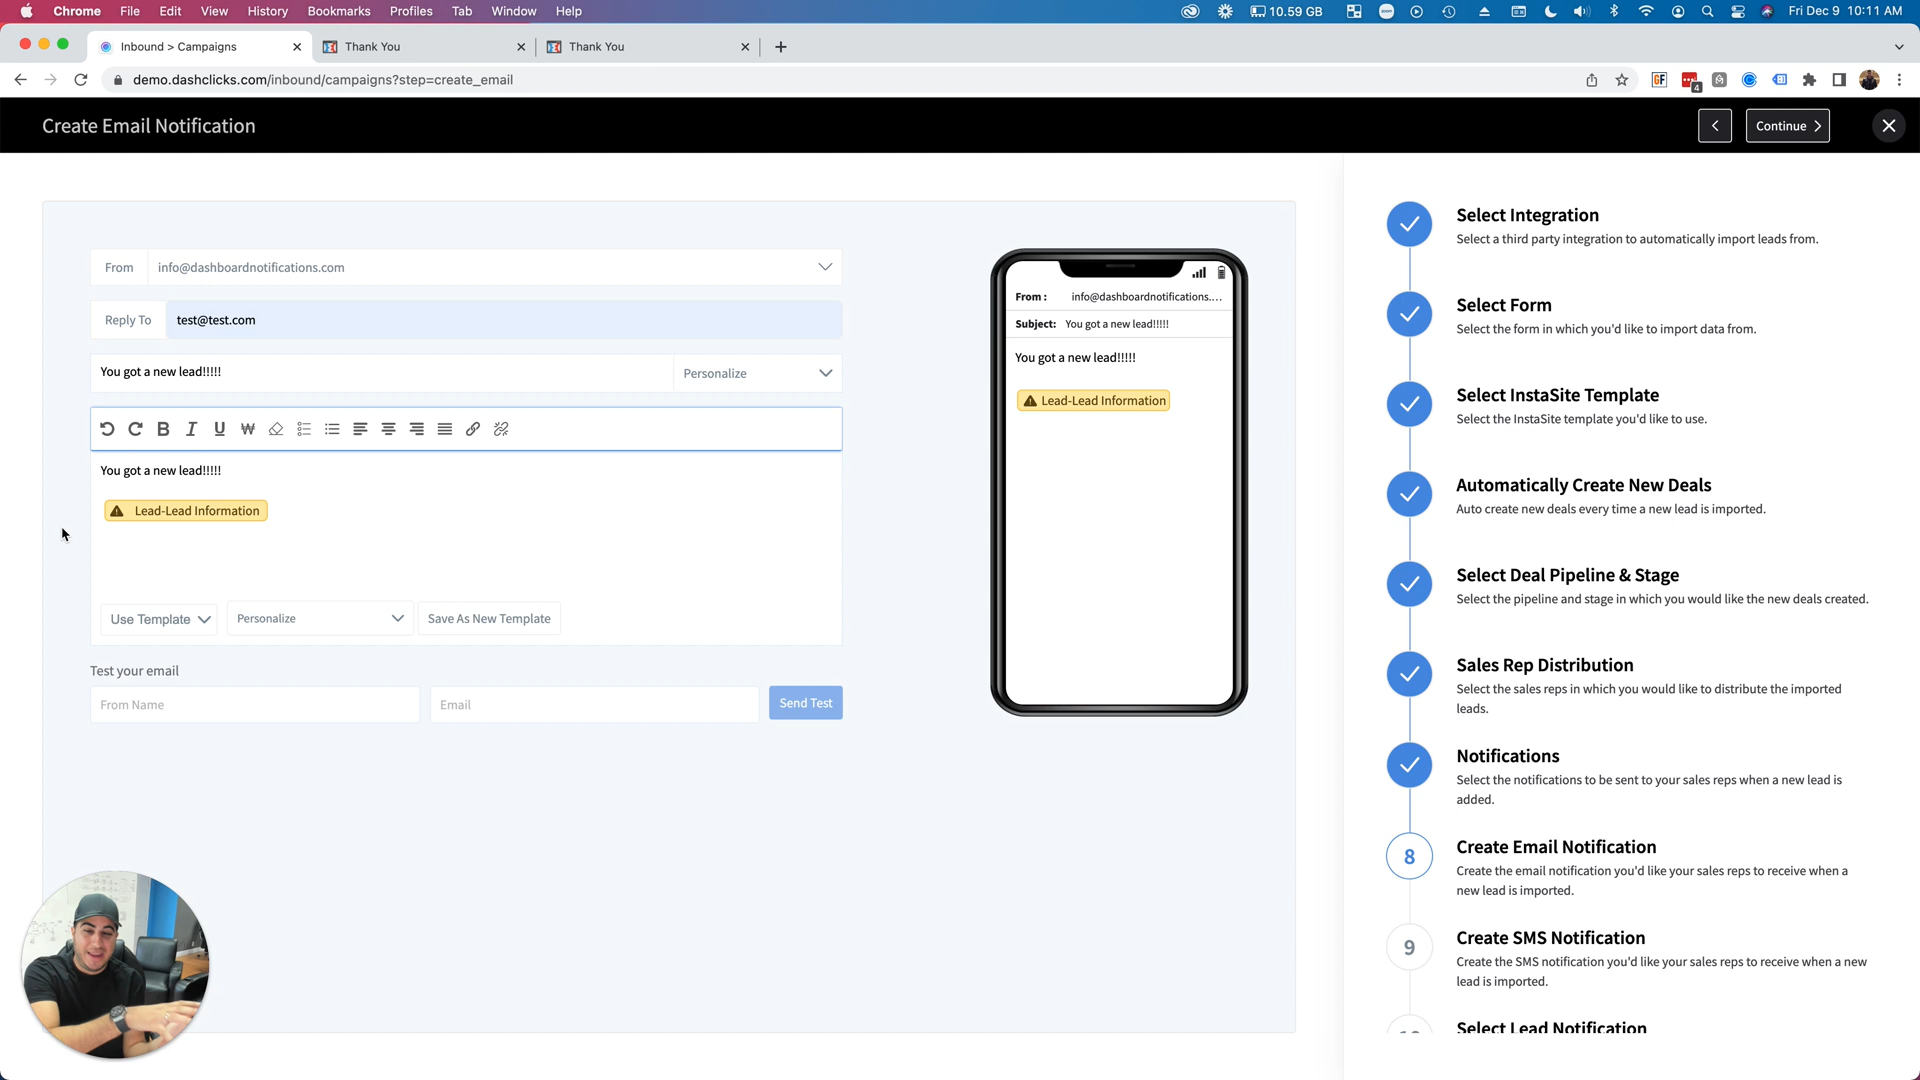 Chrome File Edit View History Bookmarks Profiles Tab Window Help 10.59 GB Fri Dec 9 10:11 AM
Inbound > Campaigns Thank You Thank You
demo.dashclicks.com/inbound/campaigns?step=create_email
GF 4
Create Email Notification
Continue
From info@dashboardnotifications.com
Reply To test@test.com
You got a new lead!!!!! Personalize
B I U W
You got a new lead!!!!!
Lead-Lead Information
Use Template Personalize Save As New Template
Test your email
From Name Email Send Test
From : info@dashboardnotifications....
Subject: You got a new lead!!!!!
You got a new lead!!!!!
Lead-Lead Information
Select Integration
Select a third party integration to automatically import leads from.
Select Form
Select the form in which you'd like to import data from.
Select InstaSite Template
Select the InstaSite template you'd like to use.
Automatically Create New Deals
Auto create new deals every time a new lead is imported.
Select Deal Pipeline & Stage
Select the pipeline and stage in which you would like the new deals created.
Sales Rep Distribution
Select the sales reps in which you would like to distribute the imported
leads.
Notifications
Select the notifications to be sent to your sales reps when a new lead is
added.
8
Create Email Notification
Create the email notification you'd like your sales reps to receive when a
new lead is imported.
9
Create SMS Notification
Create the SMS notification you'd like your sales reps to receive when a new
lead is imported.
Select Lead Notification